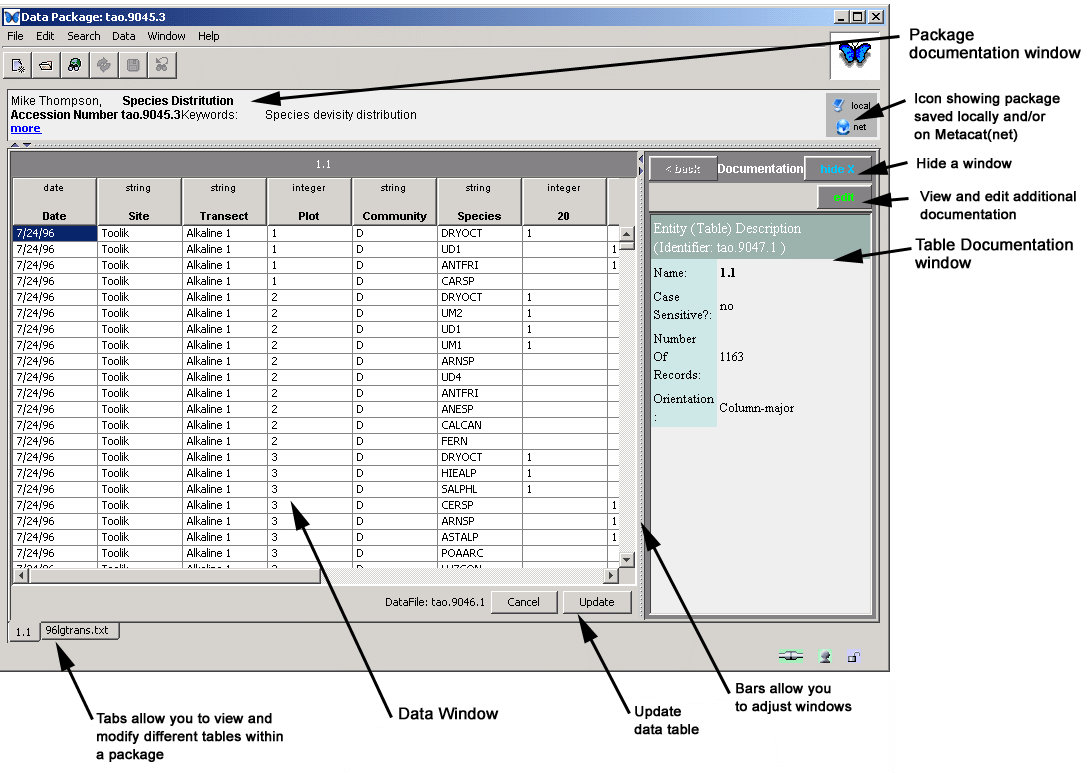 Data Package: tao.9045.3
File Edit Search Data Window Help
Package
documentation window
Mike Thompson, Species Distritution
Accession Number tao.9045.3Keywords: Species devisity distribution
more
local
net
Icon showing package
saved locally and/or
on Metacat(net)
1.1
< back Documentation hide X
Hide a window
edit
View and edit additional
documentation
date string string integer string string integer
Date Site Transect Plot Community Species 20
7/24/96 Toolik Alkaline 1 1 D DRYOCT 1
7/24/96 Toolik Alkaline 1 1 D UD1 1
7/24/96 Toolik Alkaline 1 1 D ANTFRI 1
7/24/96 Toolik Alkaline 1 1 D CARSP
7/24/96 Toolik Alkaline 1 2 D DRYOCT 1
7/24/96 Toolik Alkaline 1 2 D UM2 1
7/24/96 Toolik Alkaline 1 2 D UD1 1
7/24/96 Toolik Alkaline 1 2 D UM1 1
7/24/96 Toolik Alkaline 1 2 D ARNSP
7/24/96 Toolik Alkaline 1 2 D UD4
7/24/96 Toolik Alkaline 1 2 D ANTFRI
7/24/96 Toolik Alkaline 1 2 D ANESP
7/24/96 Toolik Alkaline 1 2 D CALCAN
7/24/96 Toolik Alkaline 1 2 D FERN
7/24/96 Toolik Alkaline 1 3 D DRYOCT 1
7/24/96 Toolik Alkaline 1 3 D HIEALP 1
7/24/96 Toolik Alkaline 1 3 D SALPHL 1
7/24/96 Toolik Alkaline 1 3 D CERSP 1
7/24/96 Toolik Alkaline 1 3 D ARNSP 1
7/24/96 Toolik Alkaline 1 3 D ASTALP 1
7/24/96 Toolik Alkaline 1 3 D POAARC
7/24/96 Toolik Alkaline 1 3 D LUZCON
Entity (Table) Description
(Identifier: tao.9047.1 )
Table Documentation
window
Name: 1.1
Case
Sensitive?: no
Number
Of
Records: 1163
Orientation
: Column-major
DataFile: tao.9046.1 Cancel Update
1.1 96lgtrans.txt
Tabs allow you to view and
modify different tables within
a package
Data Window
Update
data table
Bars allow you
to adjust windows